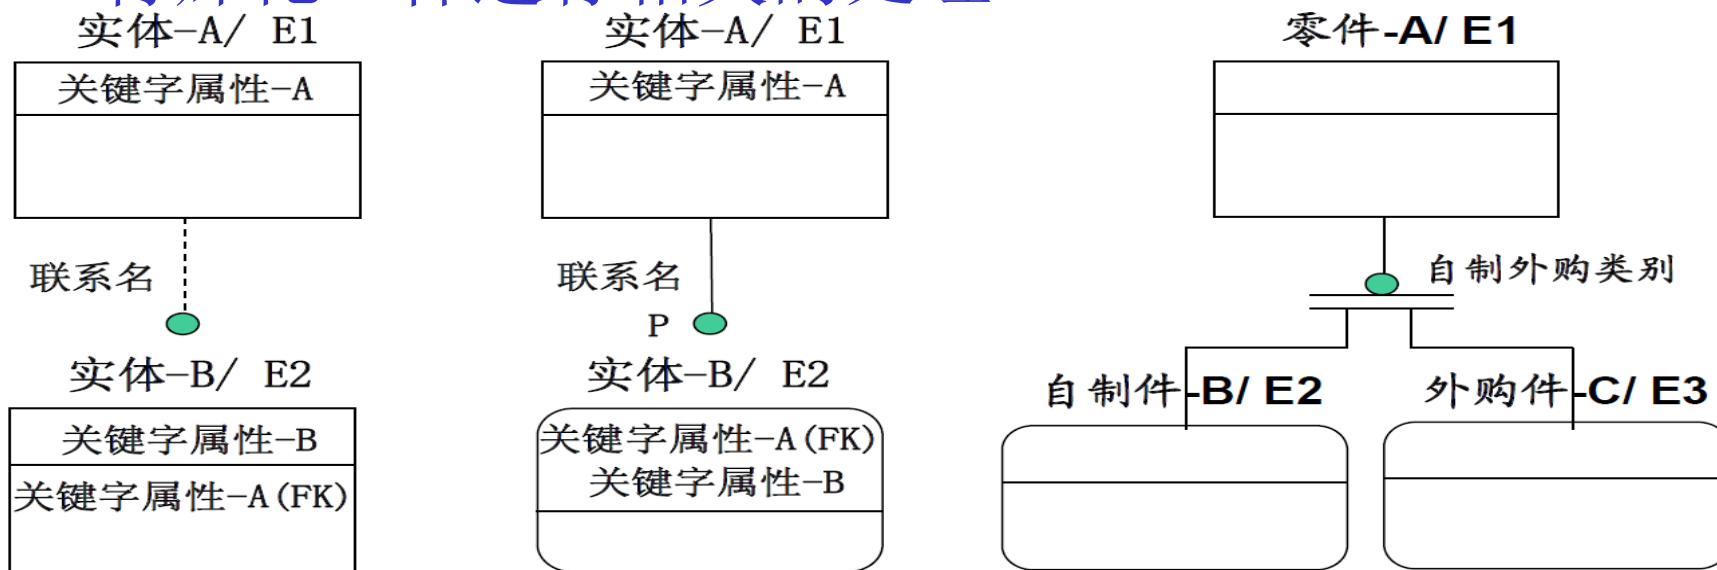 实体-A/ E1
关键字属性-A
联系名
实体-B/ E2
关键字属性-B
关键字属性-A(FK)
实体-A/ E1
关键字属性-A
联系名
P
实体-B/ E2
关键字属性-A(FK)
关键字属性-B
零件-A/ E1
自制外购类别
自制件-B/ E2
外购件-C/ E3